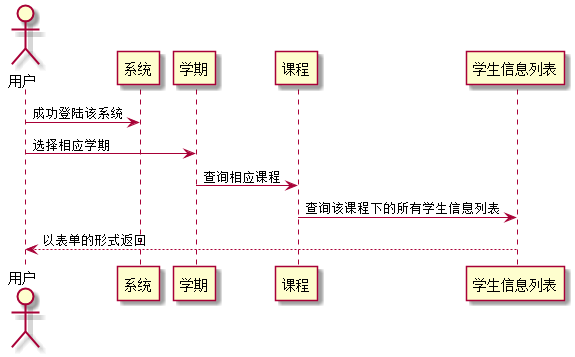 用户
系统
学期
课程
学生信息列表
成功登陆该系统
选择相应学期
查询相应课程
查询该课程下的所有学生信息列表
以表单的形式返回
用户
系统
学期
课程
学生信息列表